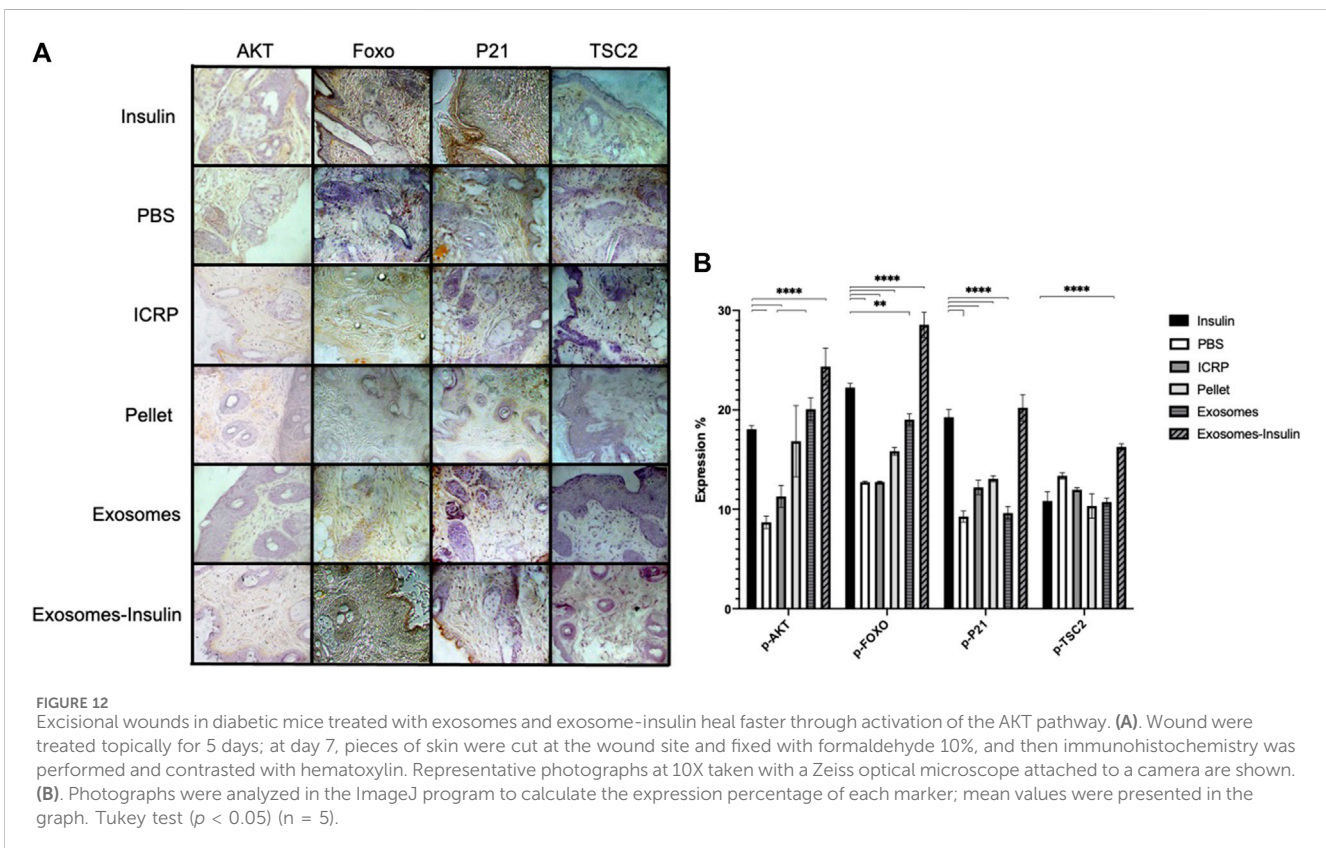 A
AKT Foxo P21 TSC2
Insulin
PBS
ICRP
Pellet
Exosomes
Exosomes-Insulin
B
**** **** **** ****
**
30
20
10
0
Expression %
p-AKT
p-FOXO
p-P21
p-TSC2
Insulin
PBS
ICRP
Pellet
Exosomes
Exosomes-Insulin
FIGURE 12
Excisional wounds in diabetic mice treated with exosomes and exosome-insulin heal faster through activation of the AKT pathway. (A). Wound were
treated topically for 5 days; at day 7, pieces of skin were cut at the wound site and fixed with formaldehyde 10%, and then immunohistochemistry was
performed and contrasted with hematoxylin. Representative photographs at 10X taken with a Zeiss optical microscope attached to a camera are shown.
(B). Photographs were analyzed in the ImageJ program to calculate the expression percentage of each marker; mean values were presented in the
graph. Tukey test (p < 0.05) (n = 5).